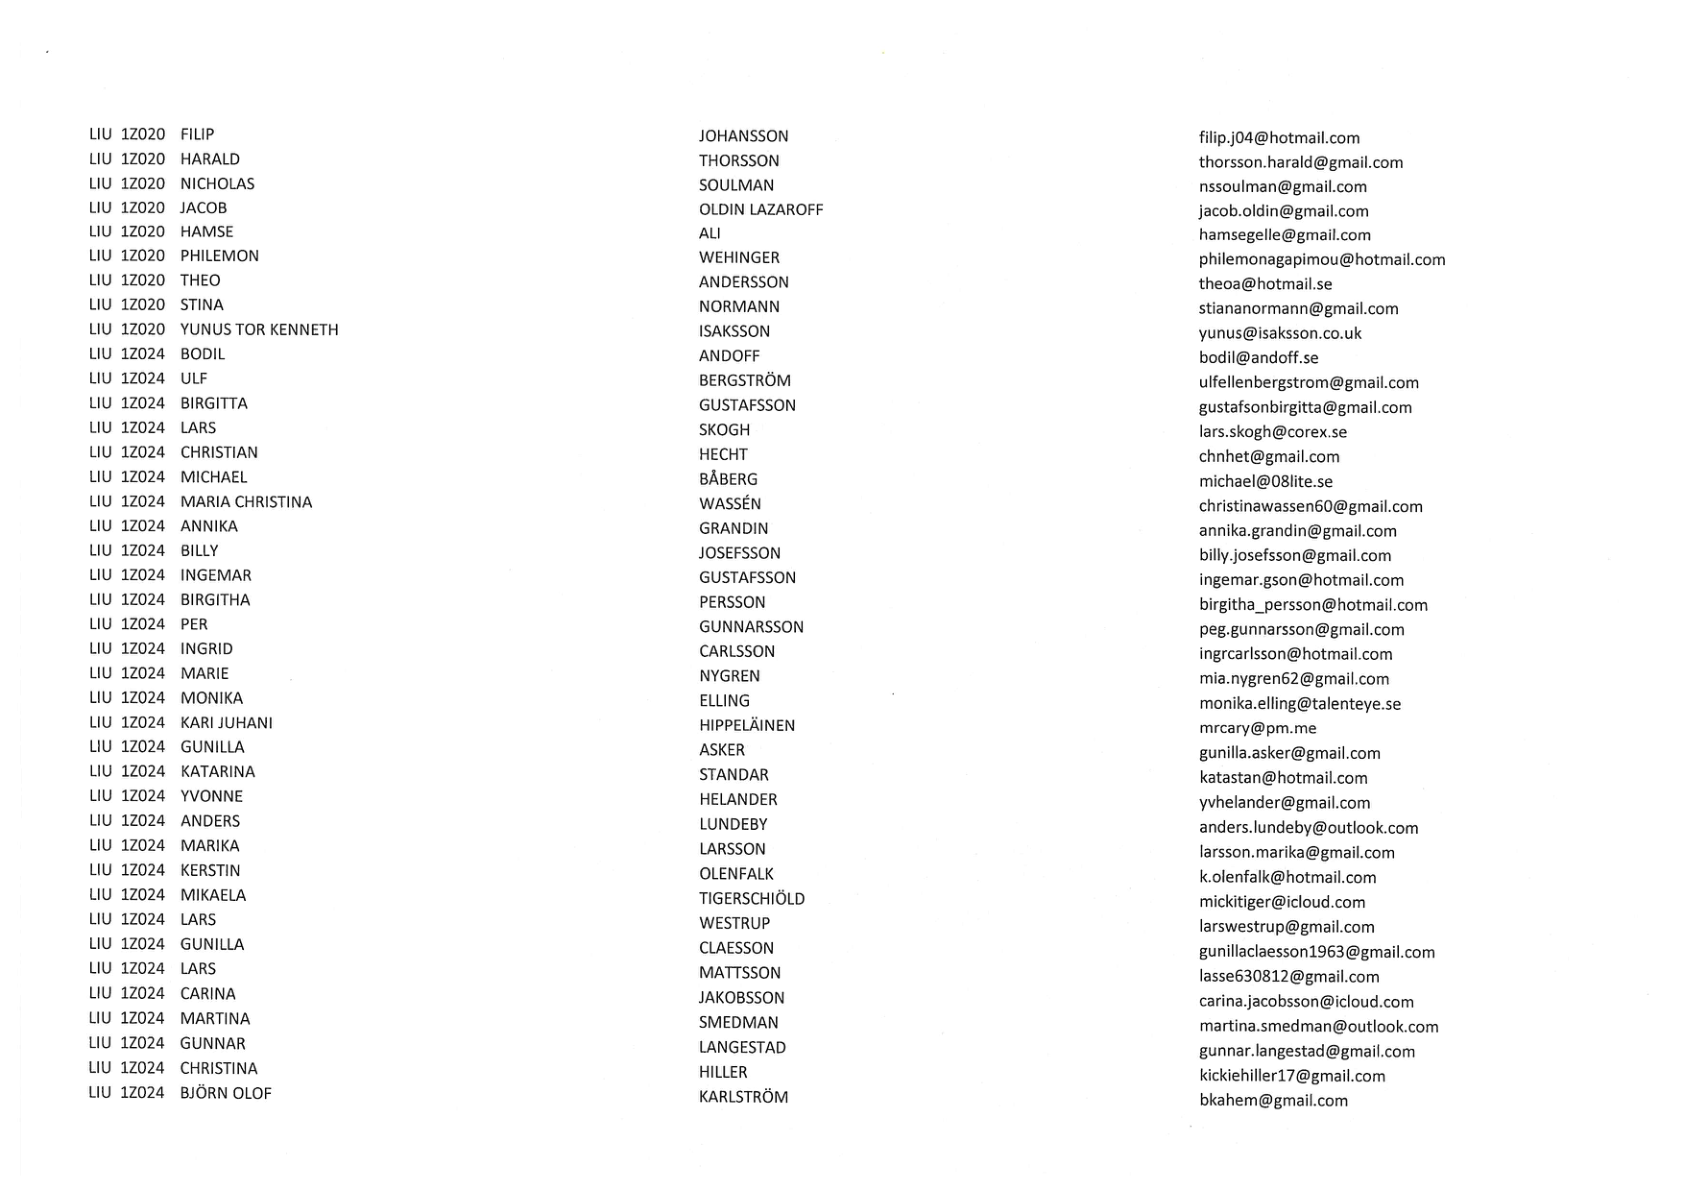 LIU 1Z020 FILIP JOHANSSON filip.j04@hotmail.com
LIU 1Z020 HARALD THORSSON thorsson.harald@gmail.com
LIU 1Z020 NICHOLAS SOULMAN nssoulman@gmail.com
LIU 1Z020 JACOB OLDIN LAZAROFF jacob.oldin@gmail.com
LIU 1Z020 HAMSE ALI hamsegelle@gmail.com
LIU 1Z020 PHILEMON WEHINGER philemonagapimou@hotmail.com
LIU 1Z020 THEO ANDERSSON theoa@hotmail.se
LIU 1Z020 STINA NORMANN stiananormann@gmail.com
LIU 1Z020 YUNUS TOR KENNETH ISAKSSON yunus@isaksson.co.uk
LIU 1Z024 BODIL ANDOFF bodil@andoff.se
LIU 1Z024 ULF BERGSTRÖM ulfellenbergstrom@gmail.com
LIU 1Z024 BIRGITTA GUSTAFSSON gustafsonbirgitta@gmail.com
LIU 1Z024 LARS SKOGH lars.skogh@corex.se
LIU 1Z024 CHRISTIAN HECHT chnhet@gmail.com
LIU 1Z024 MICHAEL BÅBERG michael@08lite.se
LIU 1Z024 MARIA CHRISTINA WASSÉN christinawassen60@gmail.com
LIU 1Z024 ANNIKA GRANDIN annika.grandin@gmail.com
LIU 1Z024 BILLY JOSEFSSON billy.josefsson@gmail.com
LIU 1Z024 INGEMAR GUSTAFSSON ingemar.gson@hotmail.com
LIU 1Z024 BIRGITHA PERSSON birgitha_persson@hotmail.com
LIU 1Z024 PER GUNNARSSON peg.gunnarsson@gmail.com
LIU 1Z024 INGRID CARLSSON ingrcarlsson@hotmail.com
LIU 1Z024 MARIE NYGREN mia.nygren62@gmail.com
LIU 1Z024 MONIKA ELLING monika.elling@talenteye.se
LIU 1Z024 KARI JUHANI HIPPELÄINEN mrcary@pm.me
LIU 1Z024 GUNILLA ASKER gunilla.asker@gmail.com
LIU 1Z024 KATARINA STANDAR katastan@hotmail.com
LIU 1Z024 YVONNE HELANDER yvhelander@gmail.com
LIU 1Z024 ANDERS LUNDEBY anders.lundeby@outlook.com
LIU 1Z024 MARIKA LARSSON larsson.marika@gmail.com
LIU 1Z024 KERSTIN OLENFALK k.olenfalk@hotmail.com
LIU 1Z024 MIKAELA TIGERSCHIÖLD mickitiger@icloud.com
LIU 1Z024 LARS WESTRUP larswestrup@gmail.com
LIU 1Z024 GUNILLA CLAESSON gunillaclaesson1963@gmail.com
LIU 1Z024 LARS MATTSSON lasse630812@gmail.com
LIU 1Z024 CARINA JAKOBSSON carina.jacobsson@icloud.com
LIU 1Z024 MARTINA SMEDMAN martina.smedman@outlook.com
LIU 1Z024 GUNNAR LANGESTAD gunnar.langestad@gmail.com
LIU 1Z024 CHRISTINA HILLER kickiehiller17@gmail.com
LIU 1Z024 BJÖRN OLOF KARLSTRÖM bkahem@gmail.com